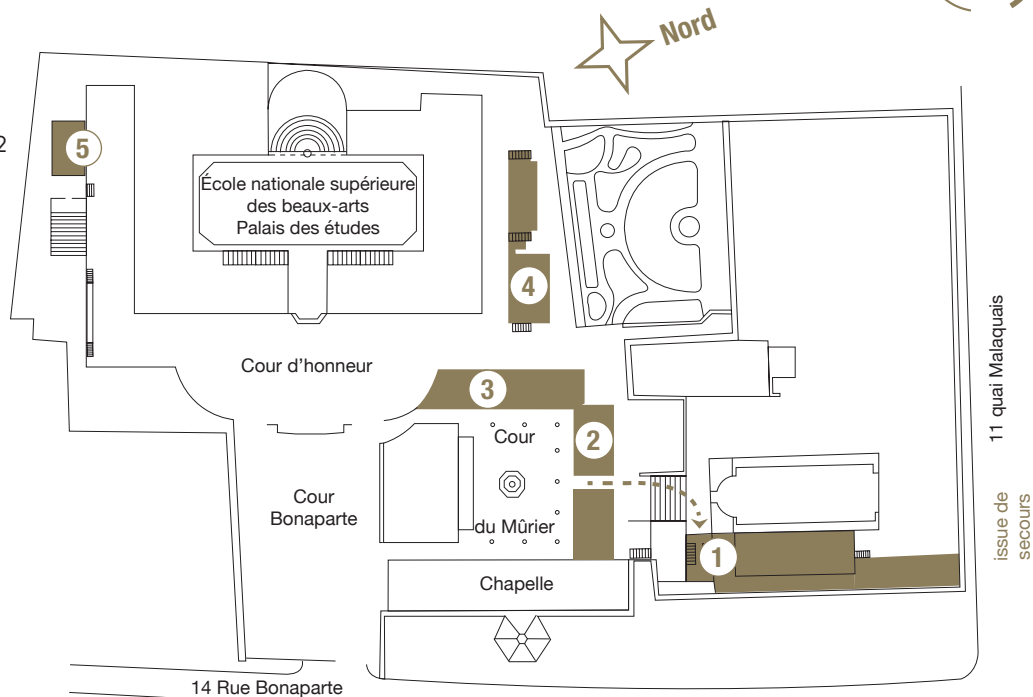 Nord
2
5
École nationale supérieure
des beaux-arts
Palais des études
4
Cour d’honneur
3
Cour
2
11 quai Malaquais
Cour
Bonaparte
du Mûrier
issue de
secours
1
Chapelle
14 Rue Bonaparte